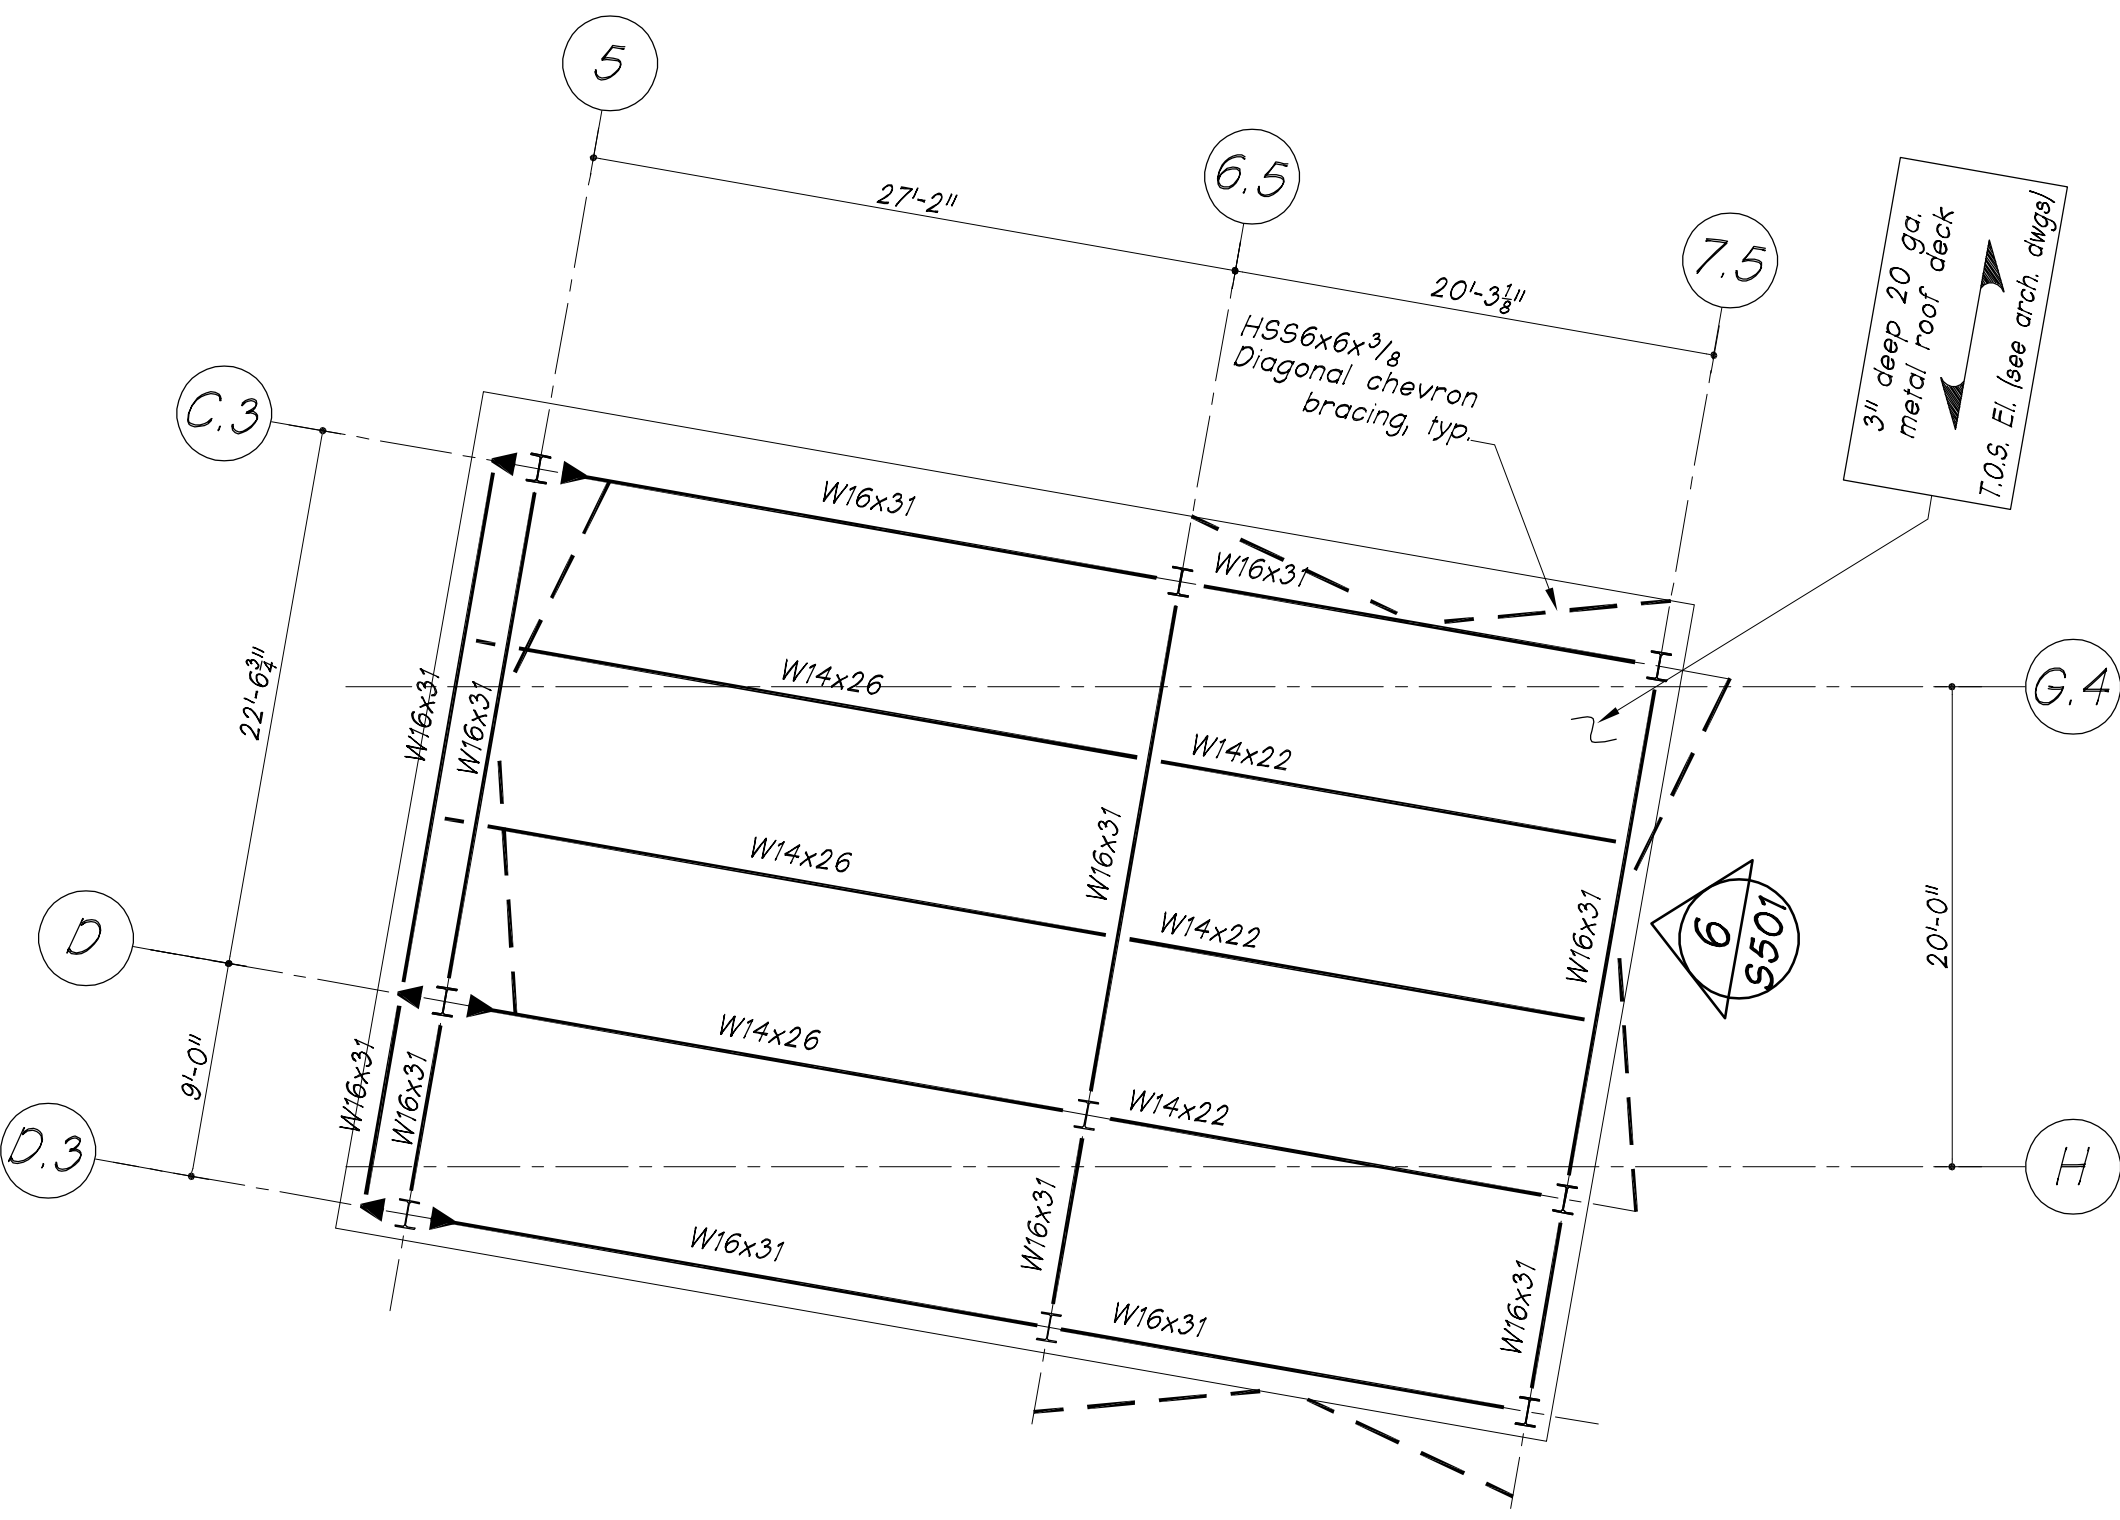 5
6.5
7.5
27'-2"
20'-3 1/8"
HSS6x6x3/8
Diagonal chevron
bracing, typ.
3" deep 20 ga.
metal roof deck
T.O.S. El. (see arch. dwgs)
C.3
W16x31
W16x31
22'-6 3/4"
W16x31
W16x31
W14x26
W14x22
G.4
W14x26
W16x31
W14x22
W16x31
6
S501
20'-0"
D
W14x26
W14x22
9'-0"
W16x31
W16x31
D.3
H
W16x31
W16x31
W16x31
W16x31